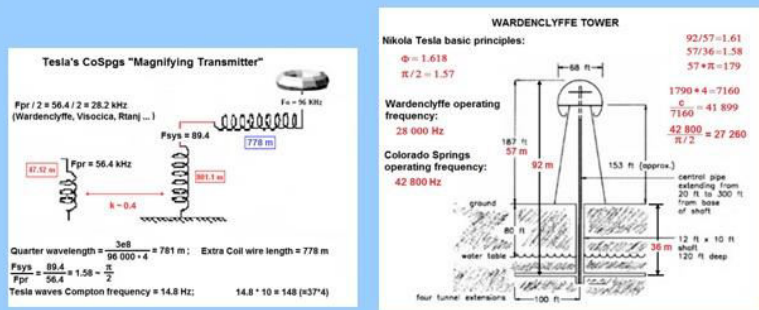 Tesla's CoSpgs "Magnifying Transmitter"
Fpr / 2 = 56.4 / 2 = 28.2 kHz
(Wardenclyffe, Visocica, Rtanj ... )
Fo = 96 KHz
Fsys = 89.4
778 m
Fpr = 56.4 kHz
87.52 m
801.1 m
k ~ 0.4
Quarter wavelength = 3e8 / 96 000 * 4 = 781 m; Extra Coil wire length = 778 m
Fsys / Fpr = 89.4 / 56.4 = 1.58 ~ π / 2
Tesla waves Compton frequency = 14.8 Hz; 14.8 * 10 = 148 (=37*4)
WARDENCLYFFE TOWER
Nikola Tesla basic principles:
Φ = 1.618
π/2 = 1.57
92/57=1.61
57/36=1.58
57*π=179
1790*4=7160
c / 7160 = 41 899
42 800 / π/2 = 27 260
Wardenclyffe operating
frequency:
28 000 Hz
Colorado Springs
operating frequency:
42 800 Hz
68 ft
187 ft
57 m
92 m
153 ft (approx.)
central pipe
extending from
20 ft to 300 ft
from base
of shaft
ground
80 ft
water table
36 m
12 ft x 10 ft
shaft
120 ft deep
four tunnel extensions
100 ft